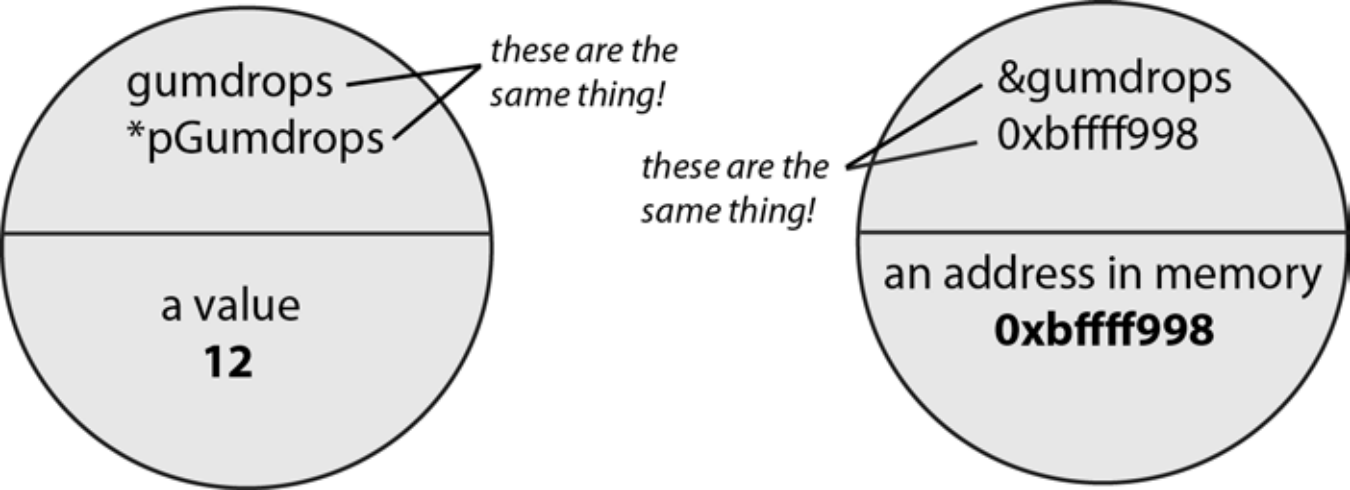 gumdrops
*pGumdrops
these are the
same thing!
a value
12
&gumdrops
0xbffff998
these are the
same thing!
an address in memory
0xbffff998